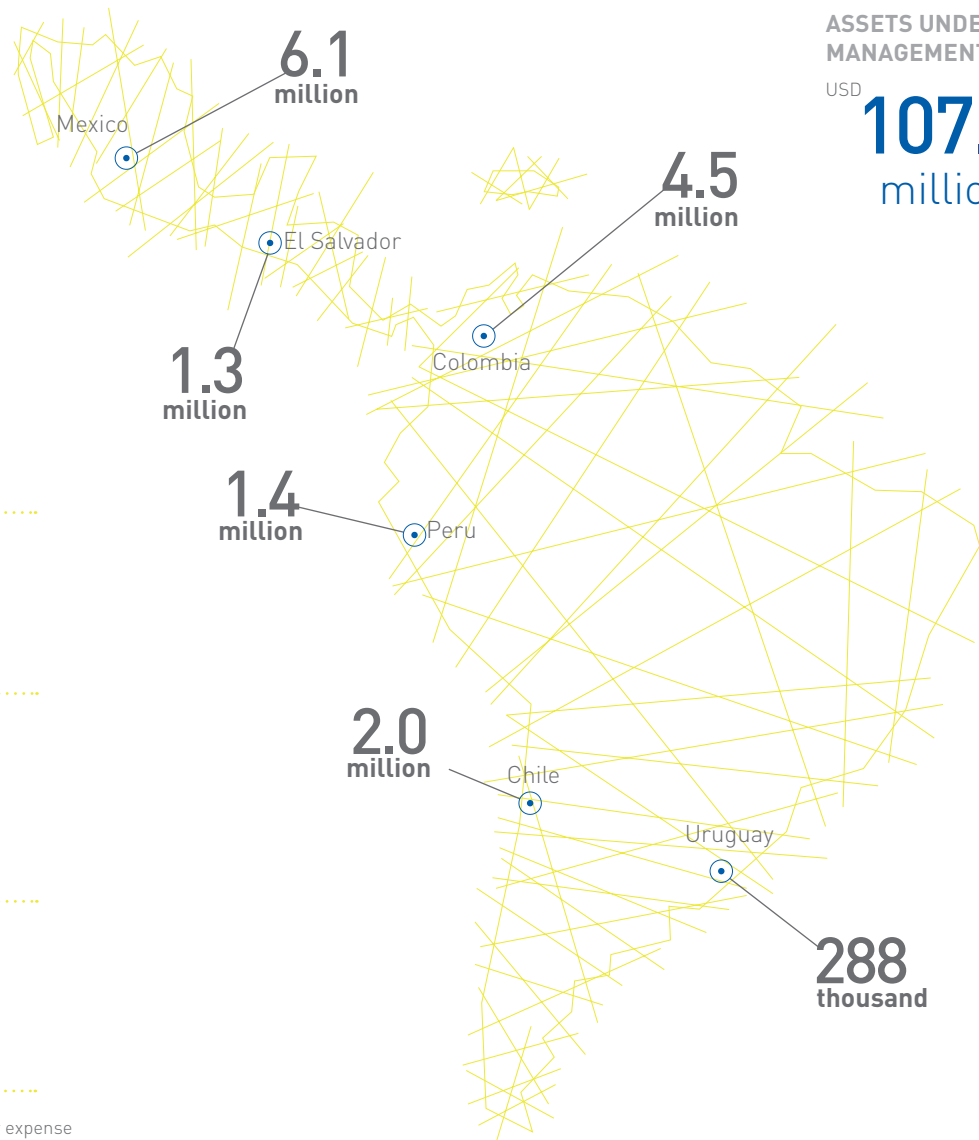 ASSETS UNDE
MANAGEMENT
USD
107.
millio
6.1
million
Mexico
4.5
million
El Salvador
Colombia
1.3
million
1.4
million
Peru
2.0
million
Chile
Uruguay
288
thousand
expense